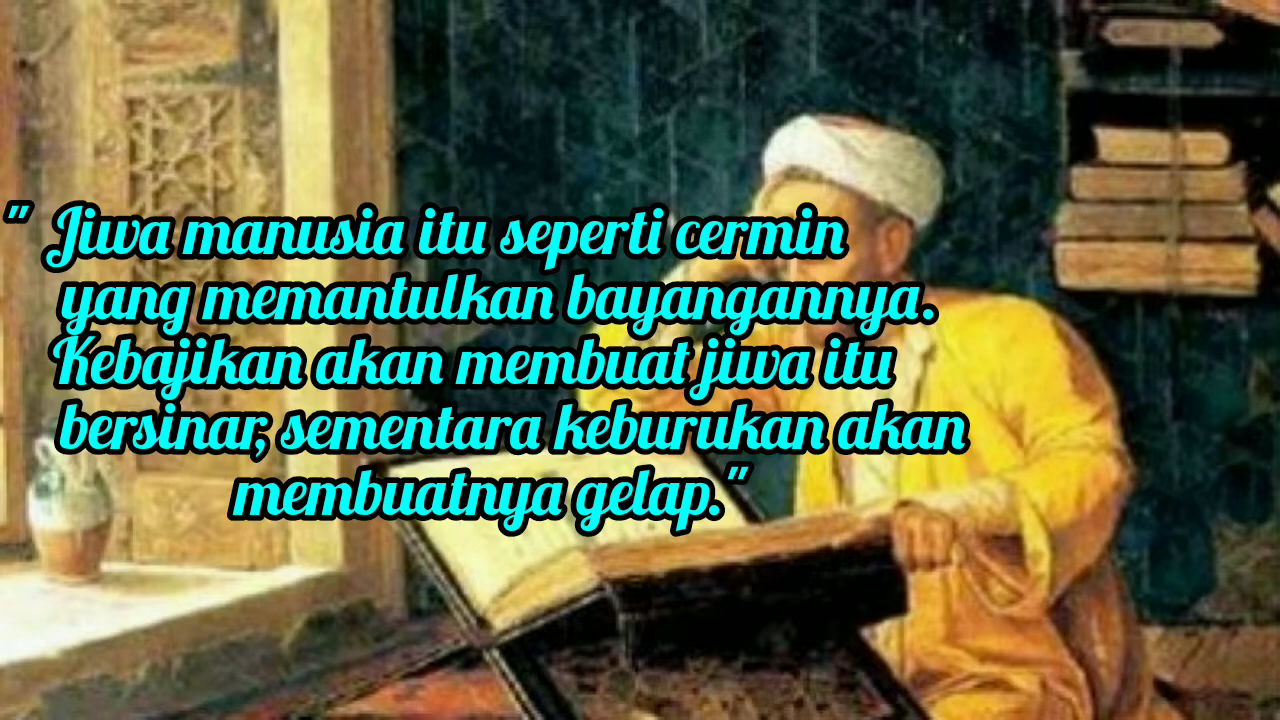 " Jiwa manusia itu seperti cermin
yang memantulkan bayangannya.
Kebajikan akan membuat jiwa itu
bersinar, sementara keburukan akan
membuatnya gelap."